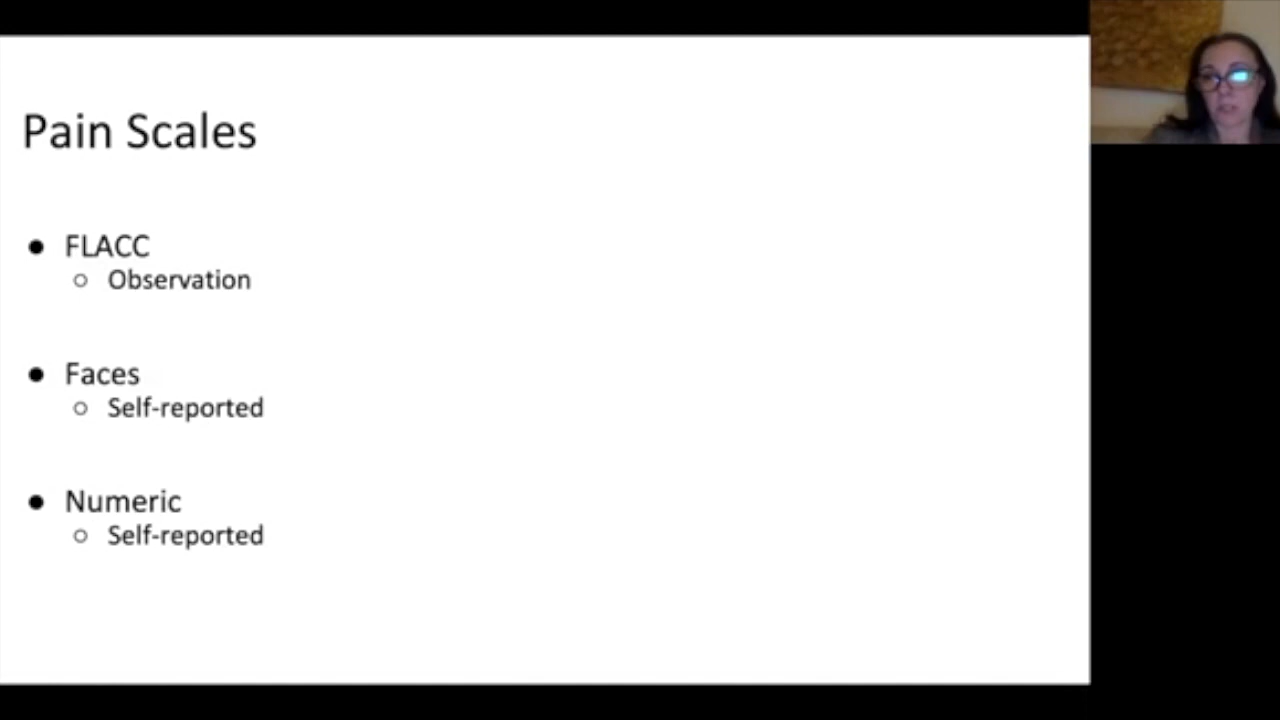 Pain Scales
● FLACC
○ Observation
● Faces
○ Self-reported
● Numeric
○ Self-reported